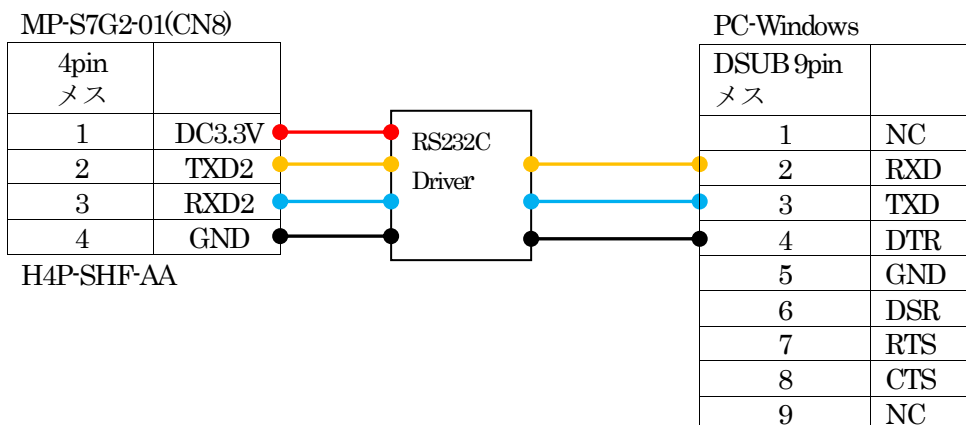 MP-S7G2-01(CN8)
4pin
メス
1 DC3.3V
2 TXD2
3 RXD2
4 GND
H4P-SHF-AA
RS232C
Driver
PC-Windows
DSUB 9pin
メス
1 NC
2 RXD
3 TXD
4 DTR
5 GND
6 DSR
7 RTS
8 CTS
9 NC